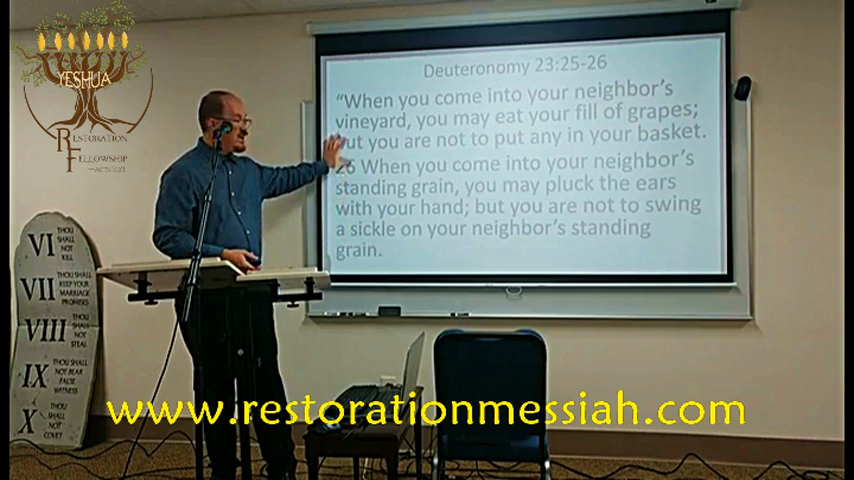 YESHUA
RESTORATION
FELLOWSHIP
Deuteronomy 23:25-26
“When you come into your neighbor’s
vineyard, you may eat your fill of grapes;
but you are not to put any in your basket.
26 When you come into your neighbor’s
standing grain, you may pluck the ears
with your hand; but you are not to swing
a sickle on your neighbor’s standing
grain.
VI THOU
SHALL
NOT
KILL
VII THOU SHALL
KEEP YOUR
MARRIAGE
PROMISES
VIII THOU
SHALL
NOT
STEAL
IX THOU SHALL
NOT BEAR
FALSE
WITNESS
X THOU
SHALL
NOT
COVET
www.restorationmessiah.com